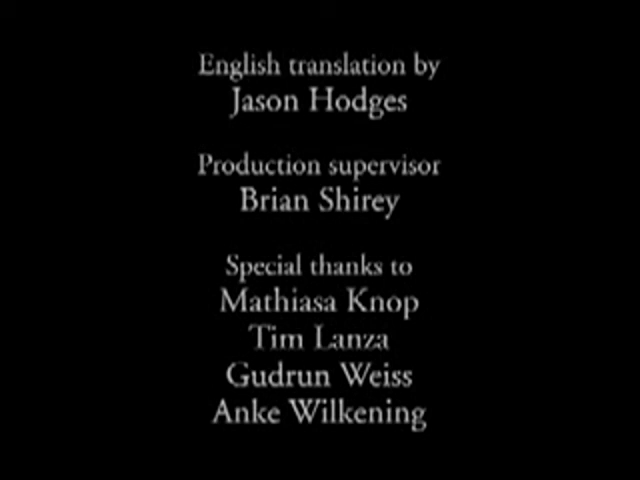 English translation by
Jason Hodges
Production supervisor
Brian Shirey
Special thanks to
Mathiasa Knop
Tim Lanza
Gudrun Weiss
Anke Wilkening